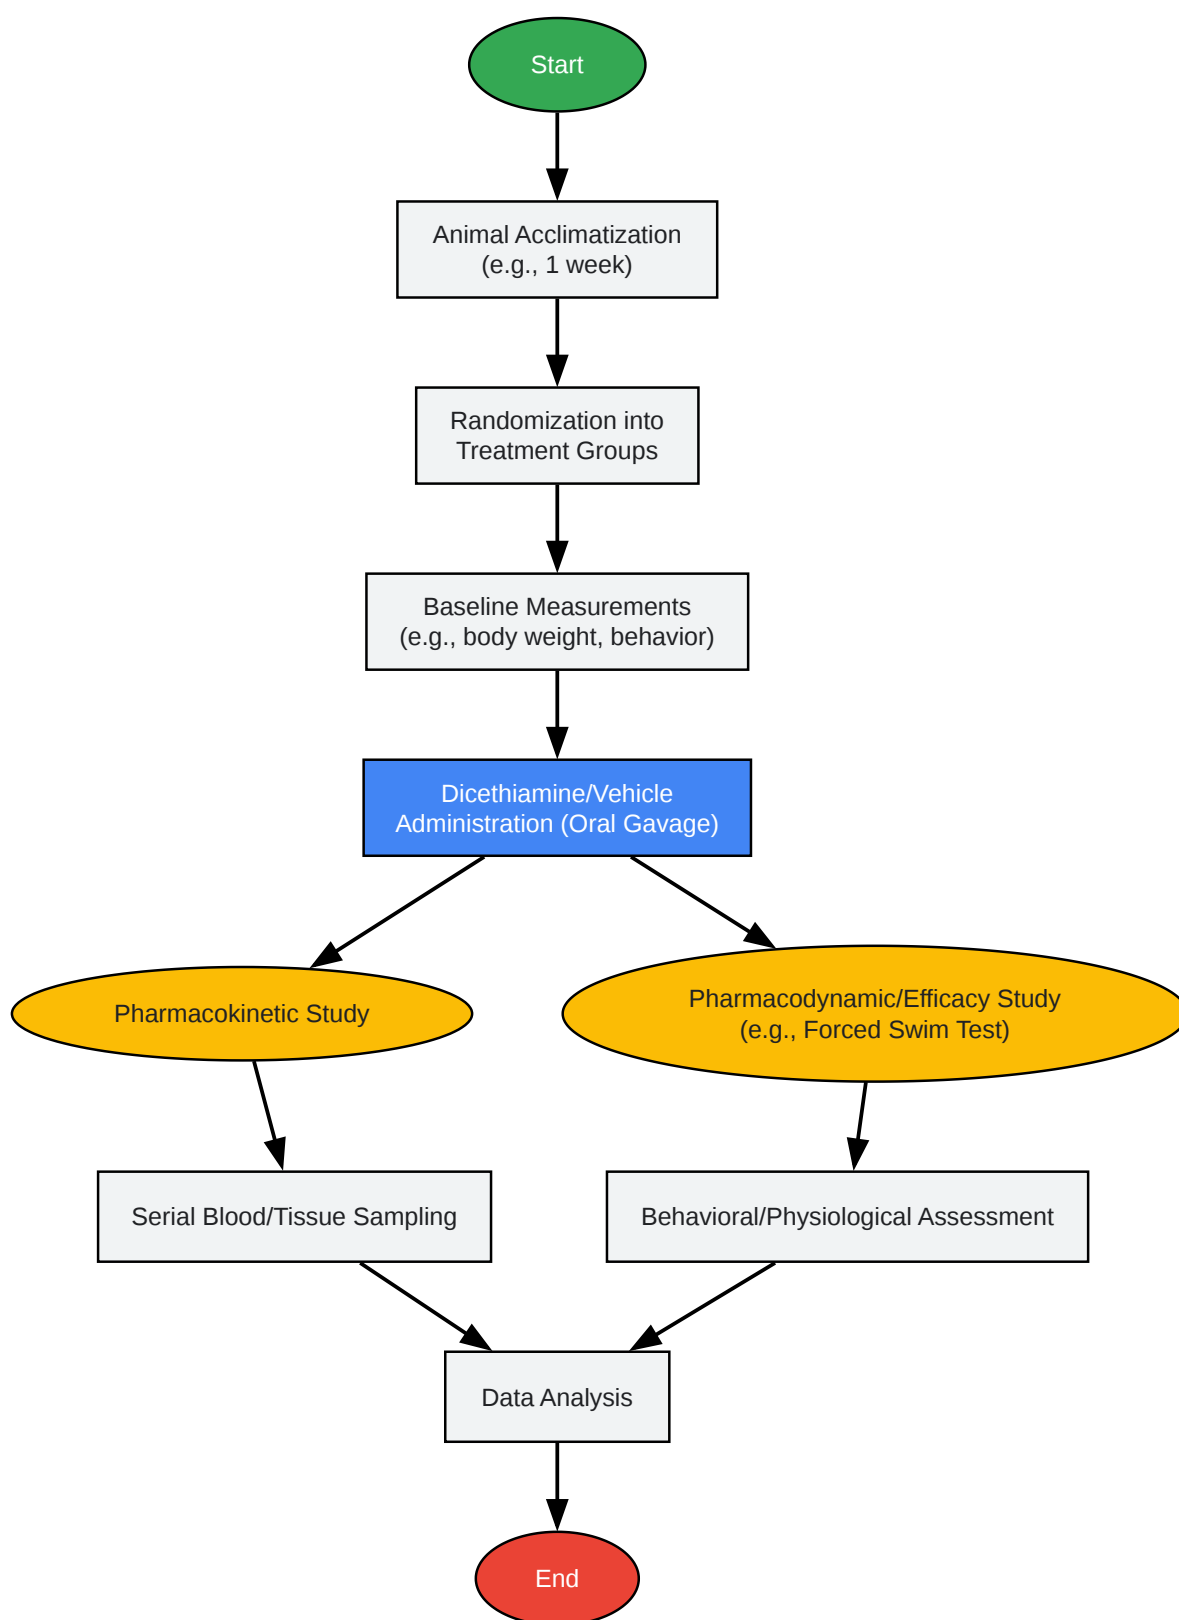 Start
Animal Acclimatization
(e.g., 1 week)
Randomization into
Treatment Groups
Baseline Measurements
(e.g., body weight, behavior)
Dicethiamine/Vehicle
Administration (Oral Gavage)
Pharmacokinetic Study
Pharmacodynamic/Efficacy Study
(e.g., Forced Swim Test)
Serial Blood/Tissue Sampling
Behavioral/Physiological Assessment
Data Analysis
End